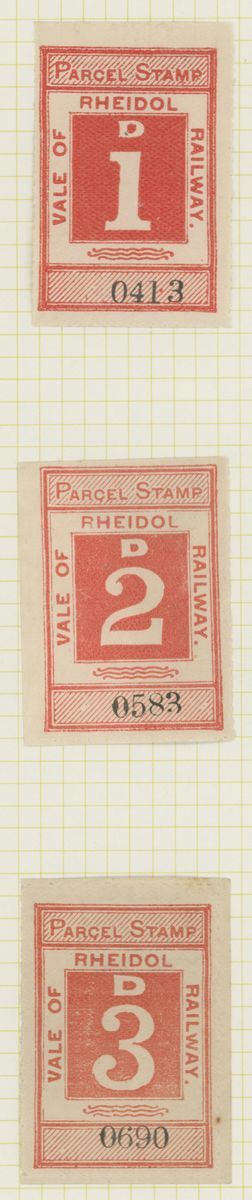 PARCEL STAMP
RHEIDOL
VALE OF
RAILWAY.
D
1
0413
PARCEL STAMP
RHEIDOL
VALE OF
RAILWAY.
D
2
0583
PARCEL STAMP
RHEIDOL
VALE OF
RAILWAY.
D
3
0690